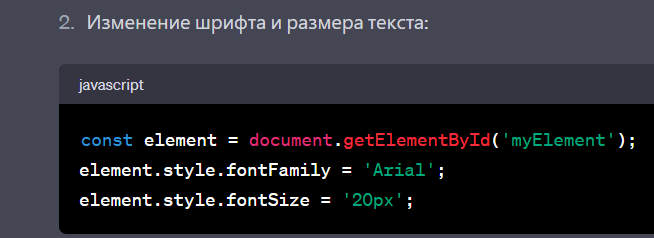 2. Изменение шрифта и размера текста:
javascript
const element = document.getElementById('myElement');
element.style.fontFamily = 'Arial';
element.style.fontSize = '20px';